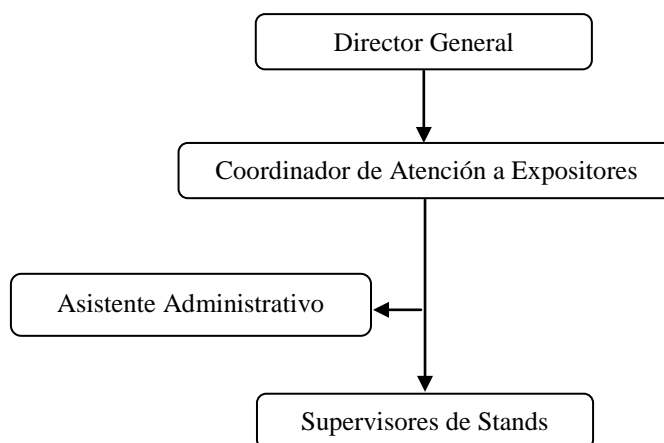 Director General
Coordinador de Atención a Expositores
Asistente Administrativo
Supervisores de Stands